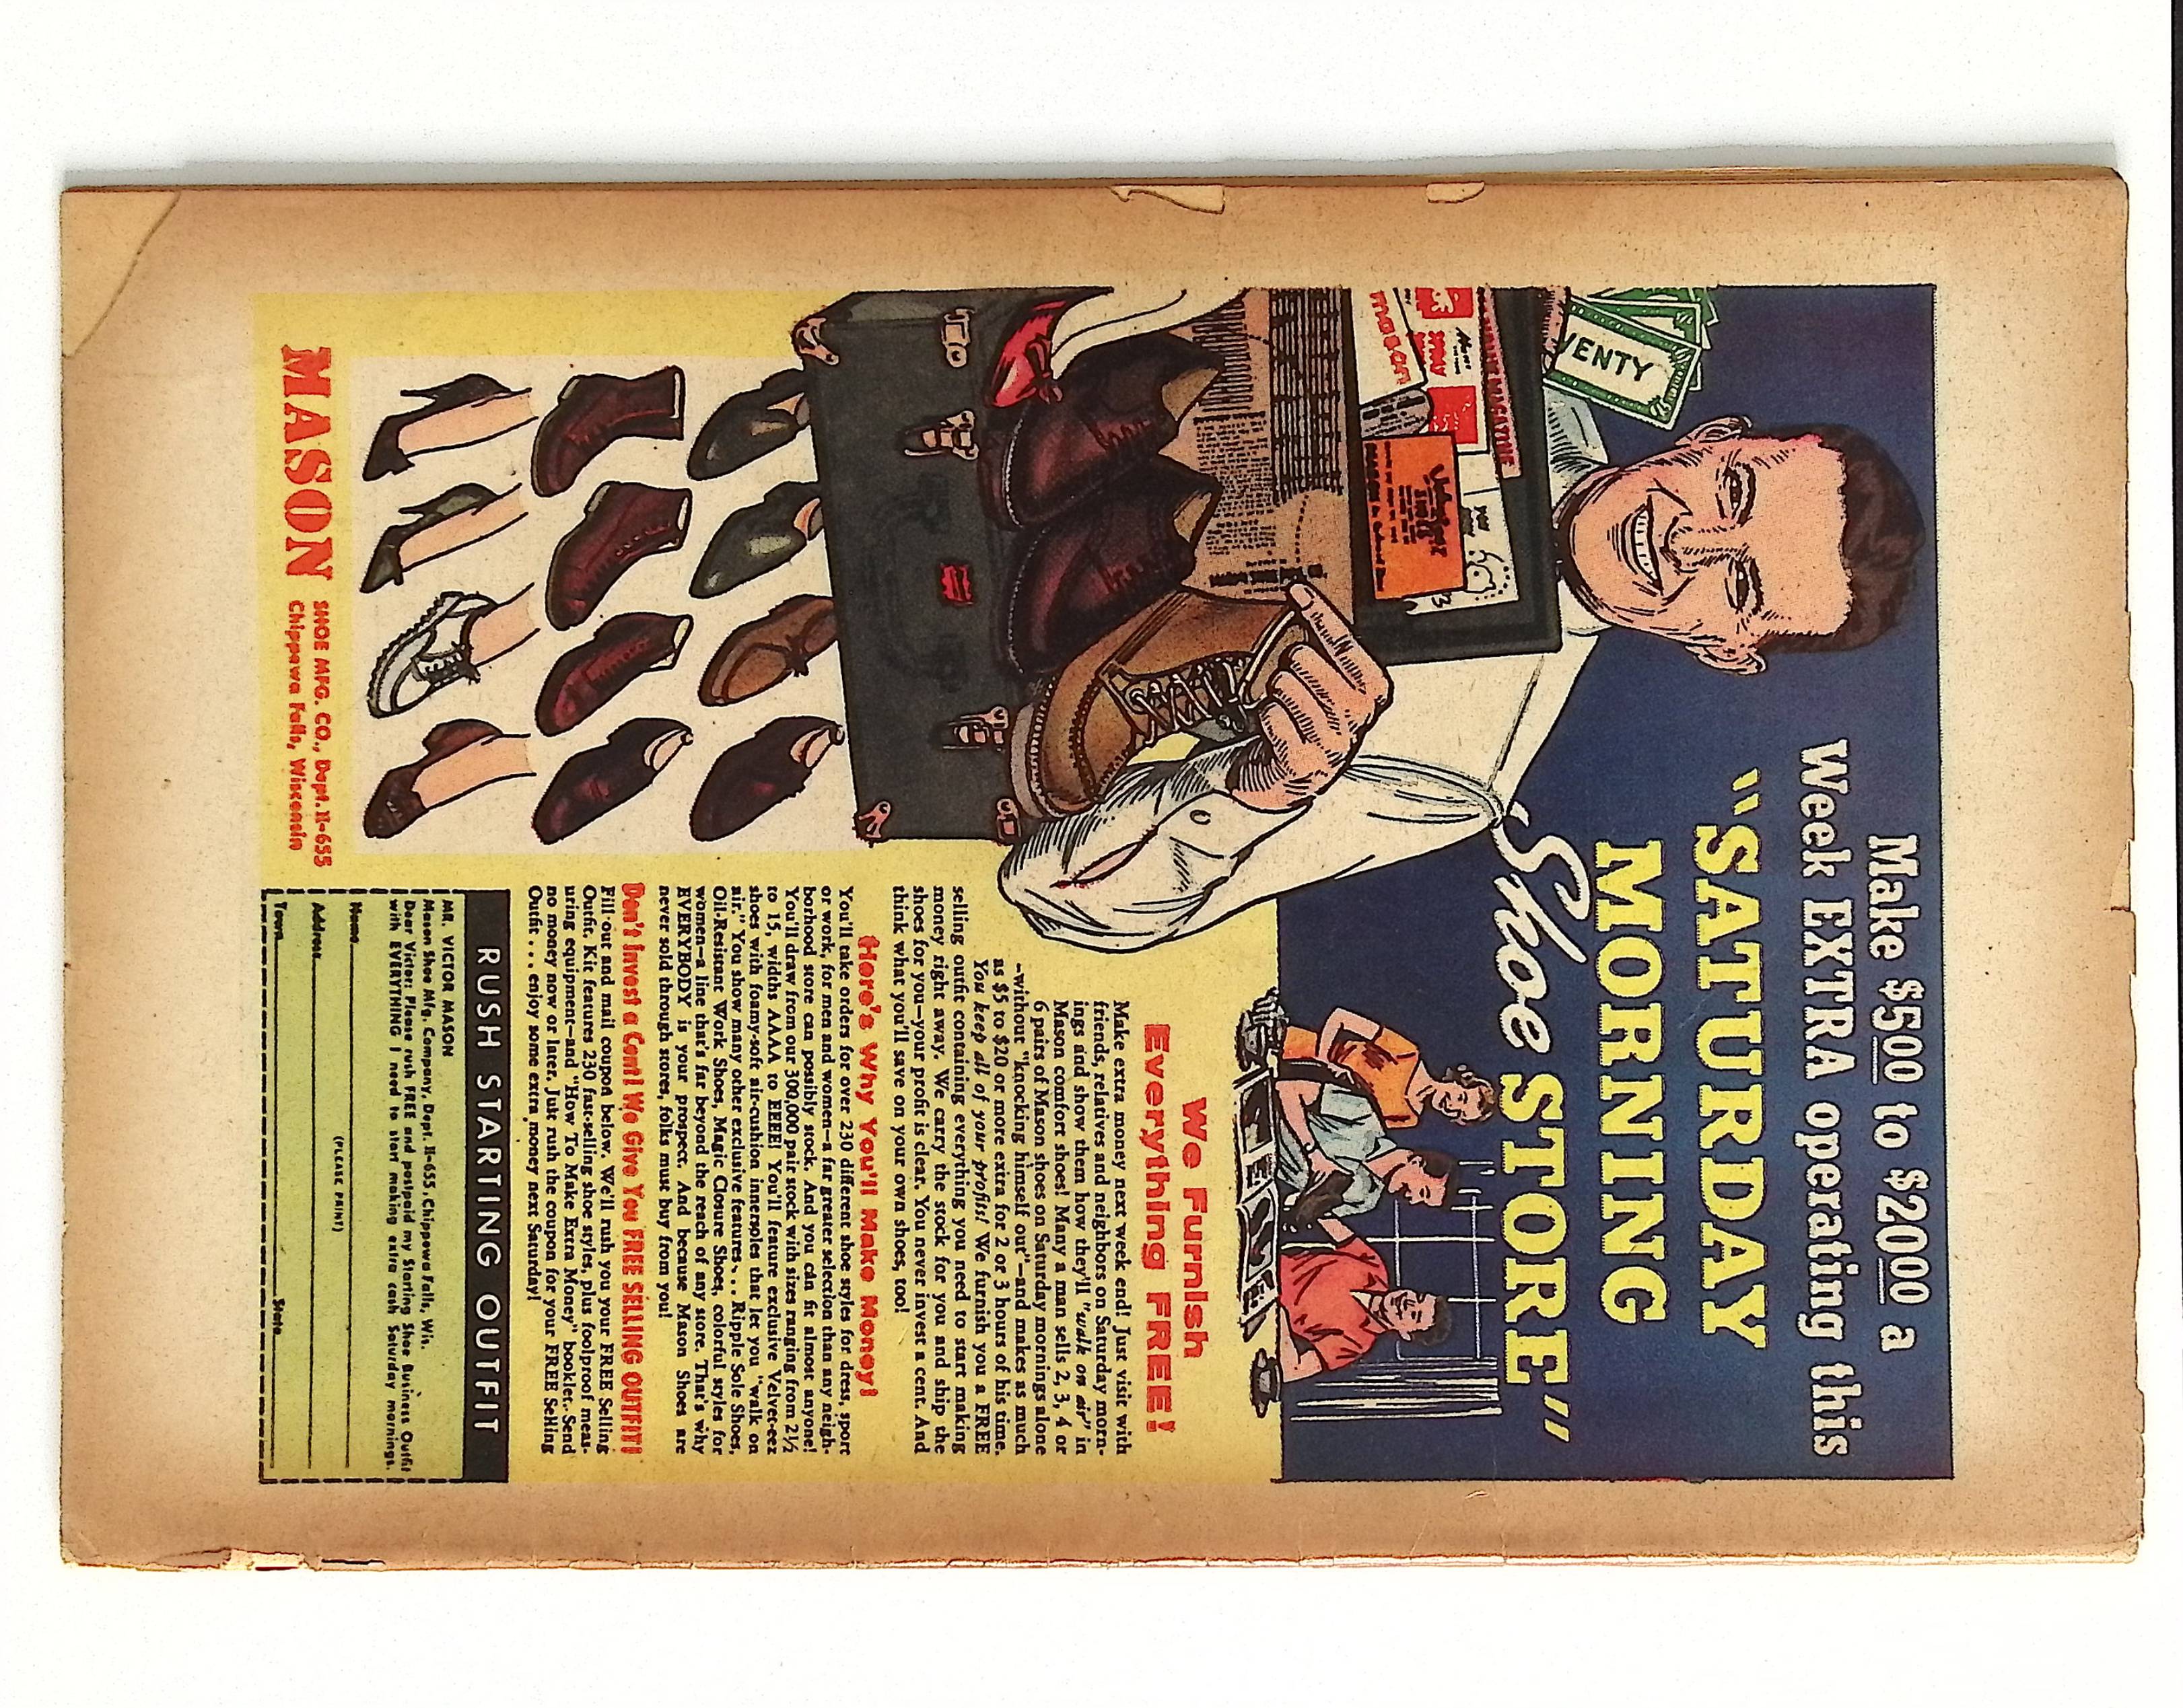 Make $500 to $2000 a
Week EXTRA operating this
"SATURDAY
MORNING
Shoe STORE"
VENTY
mason
We Furnish
Everything FREE!
Make extra money next week end! Just visit with
friends, relatives and neighbors on Saturday morn-
ings and show them how they'll "walk on air" in
Mason comfort shoes! Many a man sells 2, 3, 4 or
6 pairs of Mason shoes on Saturday mornings alone
-without "knocking himself out"—and makes as much
as $5 to $20 or more extra for 2 or 3 hours of his time.
You keep all of your profits! We furnish you a FREE
selling outfit containing everything you need to start making
money right away. We carry the stock for you and ship the
shoes for you—your profit is clear. You never invest a cent. And
think what you'll save on your own shoes, too!
Here's Why You'll Make Money!
You'll take orders for over 230 different shoe styles for dress, sport
or work, for men and women—a far greater selection than any neigh-
borhood store can possibly stock. And you can fit almost anyone!
You'll draw from our 300,000 pair stock with sizes ranging from 2½
to 15, widths AAAA to EEEE! You'll feature exclusive Velvet-eez
shoes with foamy-soft air-cushion innersoles that let you "walk on
air." You show many other exclusive features . . . Ripple Sole Shoes,
Oil-Resistant Work Shoes, Magic Closure Shoes, colorful styles for
women—a line that's far beyond the reach of any store. That's why
EVERYBODY is your prospect. And because Mason Shoes are
never sold through stores, folks must buy from you!
Don't Invest a Cent! We Give You FREE SELLING OUTFIT!
Fill out and mail coupon below. We'll rush you your FREE Selling
Outfit. Kit features 230 fast-selling shoe styles, plus foolproof meas-
uring equipment—and "How To Make Extra Money" booklet. Send
no money now or later. Just rush the coupon for your FREE Selling
Outfit . . . enjoy some extra money next Saturday!
MASON
SHOE MFG. CO., Dept. H-655
Chippewa Falls, Wisconsin
RUSH STARTING OUTFIT
MR. VICTOR MASON
Mason Shoe Mfg. Company, Dept. H-655, Chippewa Falls, Wis.
Dear Victor: Please rush FREE and postpaid my Starting Shoe Business Outfit
with EVERYTHING I need to start making extra cash Saturday mornings.
Name
(PLEASE PRINT)
Address
Town State